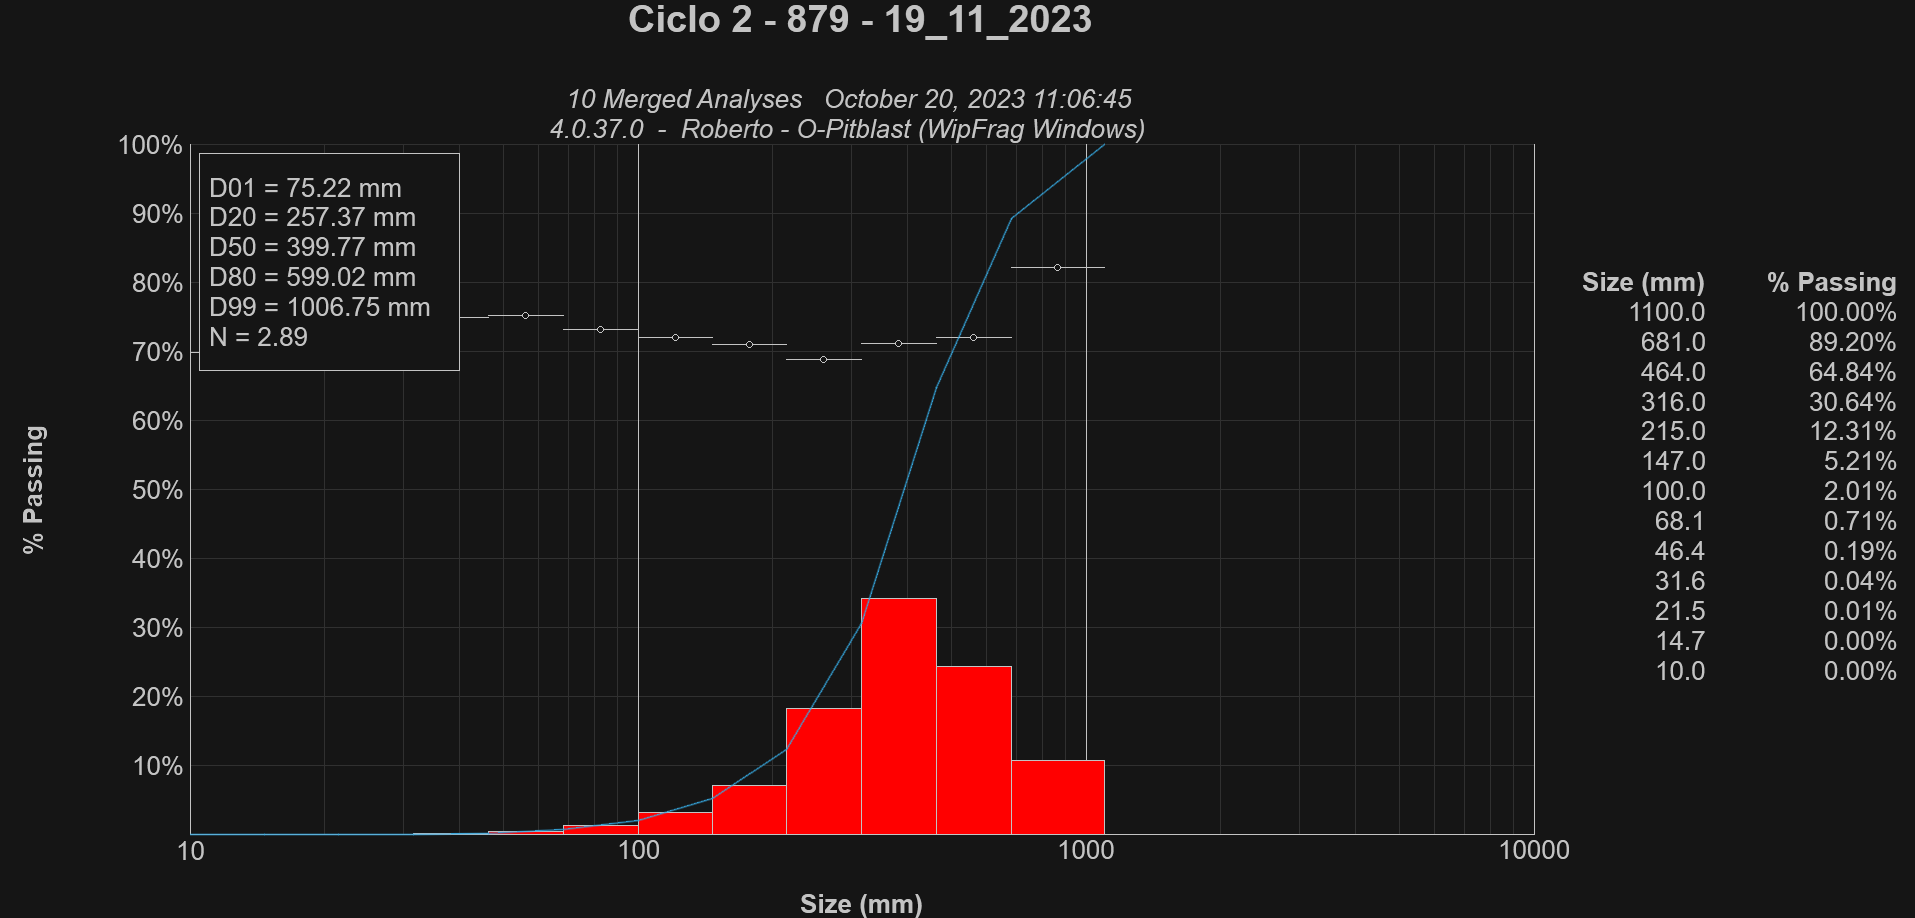 Ciclo 2 - 879 - 19_11_2023
10 Merged Analyses   October 20, 2023 11:06:45
4.0.37.0  -  Roberto - O-Pitblast (WipFrag Windows)
100%
90%
80%
70%
60%
50%
40%
30%
20%
10%
% Passing
D01 = 75.22 mm
D20 = 257.37 mm
D50 = 399.77 mm
D80 = 599.02 mm
D99 = 1006.75 mm
N = 2.89
10 100 1000 10000
Size (mm)
Size (mm) % Passing
1100.0 100.00%
681.0 89.20%
464.0 64.84%
316.0 30.64%
215.0 12.31%
147.0 5.21%
100.0 2.01%
68.1 0.71%
46.4 0.19%
31.6 0.04%
21.5 0.01%
14.7 0.00%
10.0 0.00%